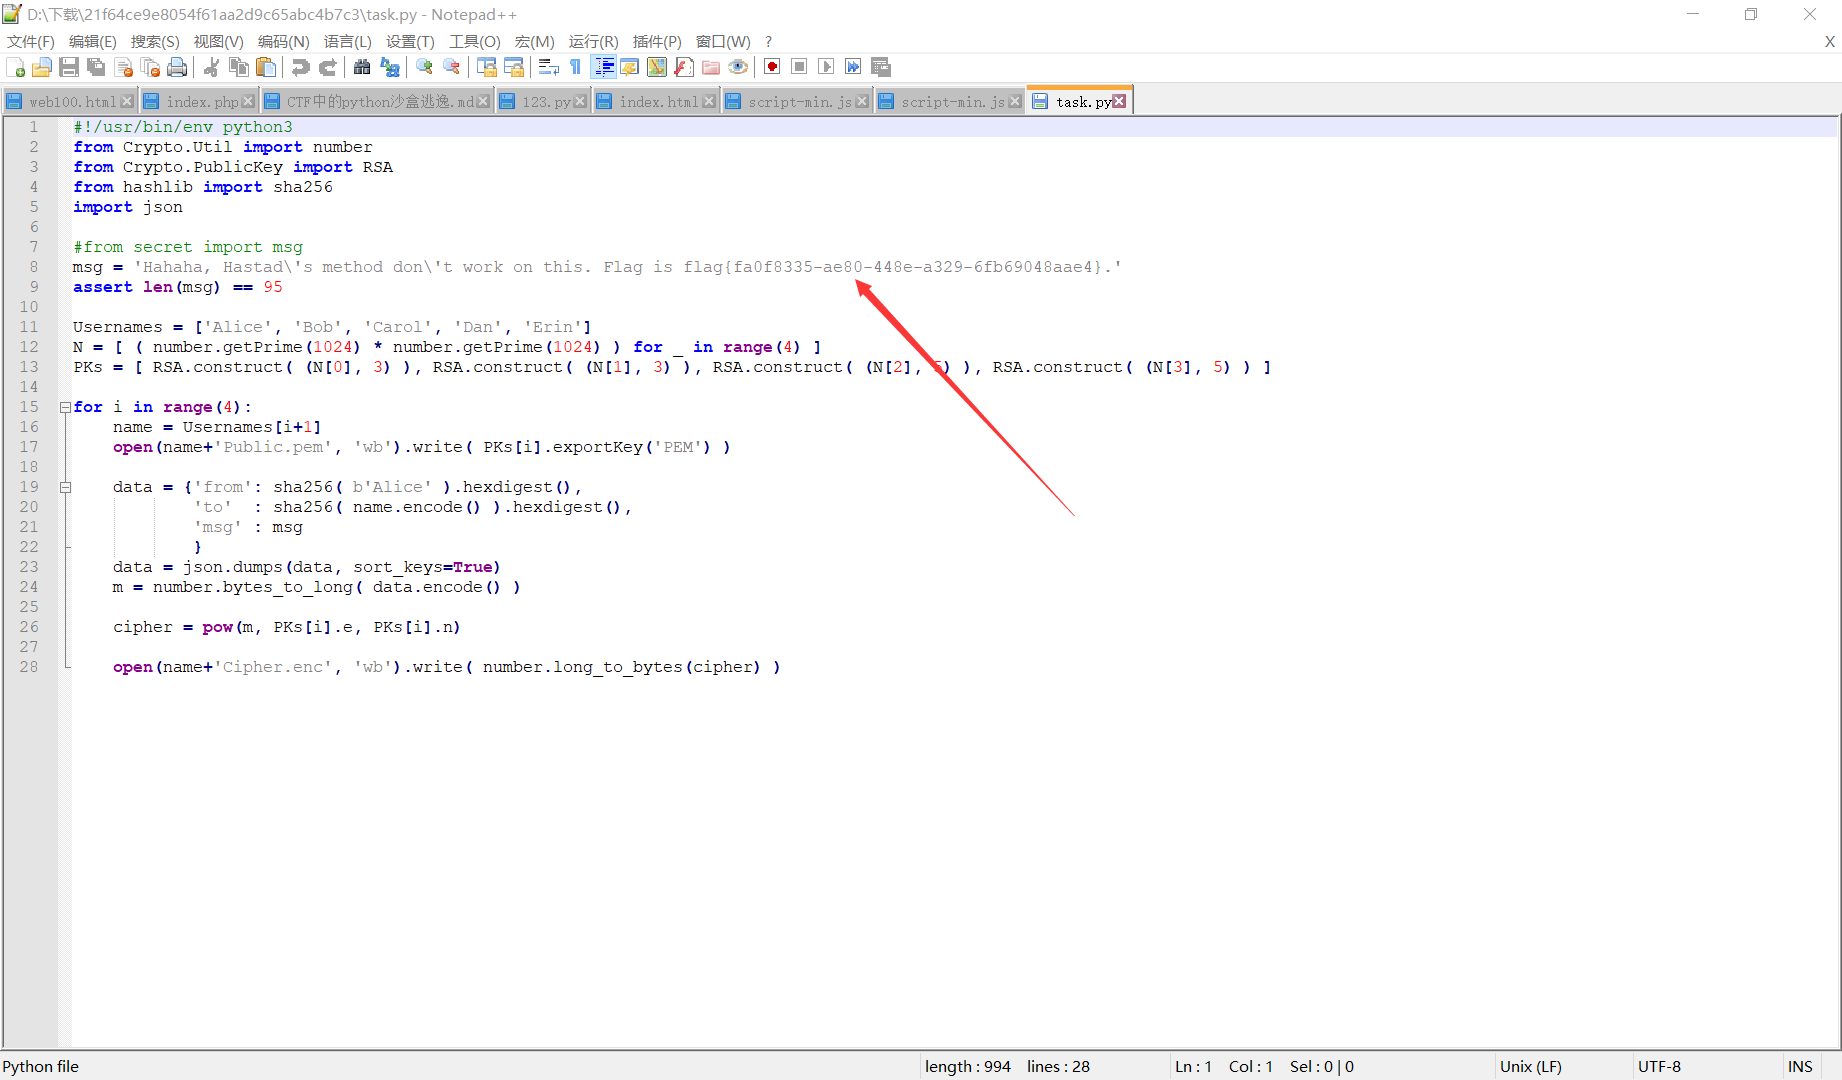 D:\下载\21f64ce9e8054f61aa2d9c65abc4b7c3\task.py - Notepad++
文件(F) 编辑(E) 搜索(S) 视图(V) 编码(N) 语言(L) 设置(T) 工具(O) 宏(M) 运行(R) 插件(P) 窗口(W) ? X
web100.html index.php CTF中的python沙盒逃逸.md 123.py index.html script-min.js script-min.js task.py
1 #!/usr/bin/env python3
2 from Crypto.Util import number
3 from Crypto.PublicKey import RSA
4 from hashlib import sha256
5 import json
6
7 #from secret import msg
8 msg = 'Hahaha, Hastad\'s method don\'t work on this. Flag is flag{fa0f8335-ae80-448e-a329-6fb69048aae4}.'
9 assert len(msg) == 95
10
11 Usernames = ['Alice', 'Bob', 'Carol', 'Dan', 'Erin']
12 N = [ ( number.getPrime(1024) * number.getPrime(1024) ) for _ in range(4) ]
13 PKs = [ RSA.construct( (N[0], 3) ), RSA.construct( (N[1], 3) ), RSA.construct( (N[2], 5) ), RSA.construct( (N[3], 5) ) ]
14
15 for i in range(4):
16     name = Usernames[i+1]
17     open(name+'Public.pem', 'wb').write( PKs[i].exportKey('PEM') )
18
19     data = {'from': sha256( b'Alice' ).hexdigest(),
20             'to'  : sha256( name.encode() ).hexdigest(),
21             'msg' : msg
22             }
23     data = json.dumps(data, sort_keys=True)
24     m = number.bytes_to_long( data.encode() )
25
26     cipher = pow(m, PKs[i].e, PKs[i].n)
27
28     open(name+'Cipher.enc', 'wb').write( number.long_to_bytes(cipher) )
Python file length : 994 lines : 28 Ln : 1 Col : 1 Sel : 0 | 0 Unix (LF) UTF-8 INS